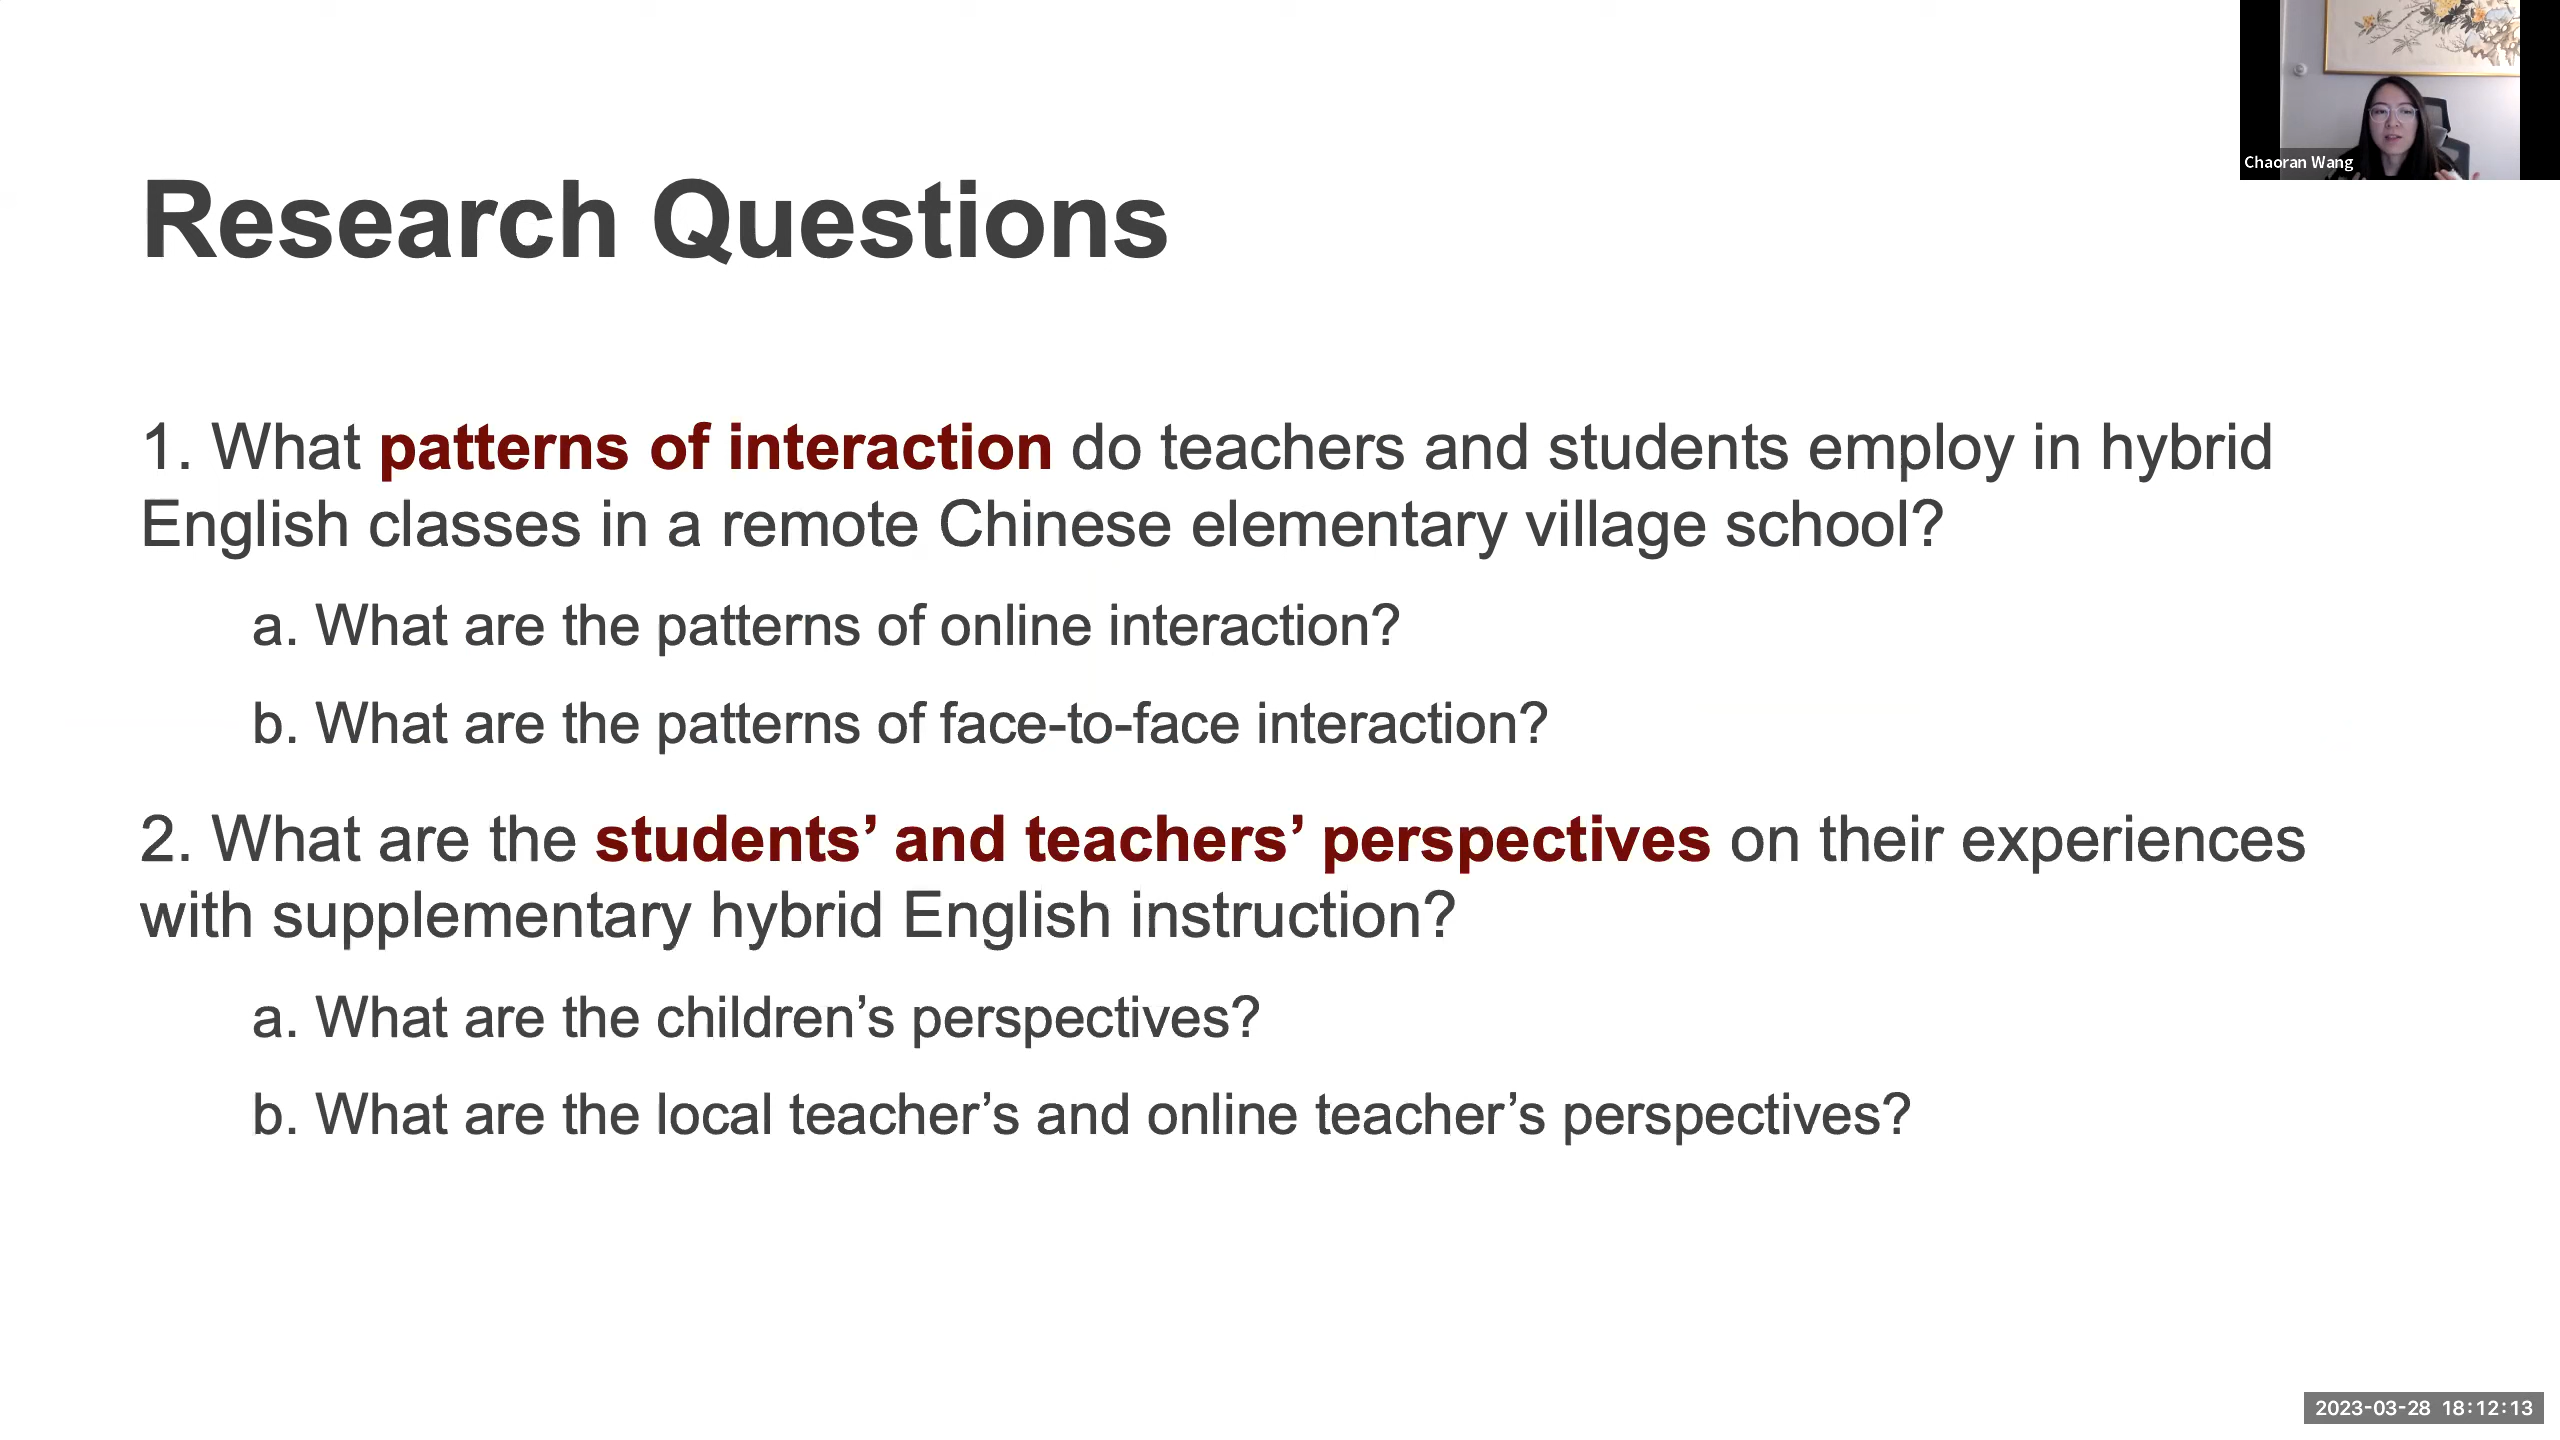 Chaoran Wang
Research Questions
1. What patterns of interaction do teachers and students employ in hybrid
English classes in a remote Chinese elementary village school?
a. What are the patterns of online interaction?
b. What are the patterns of face-to-face interaction?
2. What are the students’ and teachers’ perspectives on their experiences
with supplementary hybrid English instruction?
a. What are the children’s perspectives?
b. What are the local teacher’s and online teacher’s perspectives?
2023-03-28 18:12:13